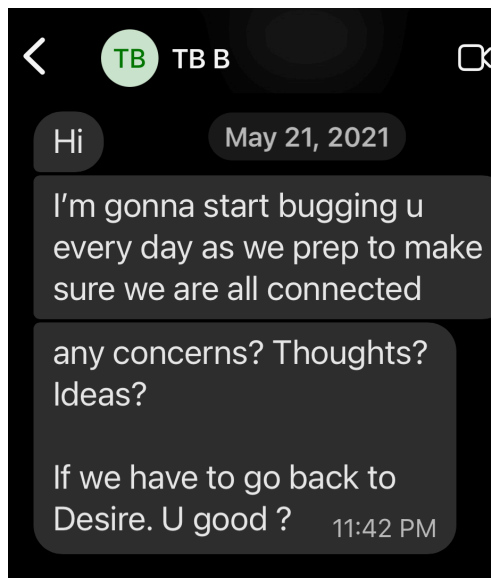 TB TB B
Hi
May 21, 2021
I’m gonna start bugging u
every day as we prep to make
sure we are all connected
any concerns? Thoughts?
Ideas?
If we have to go back to
Desire. U good ?
11:42 PM